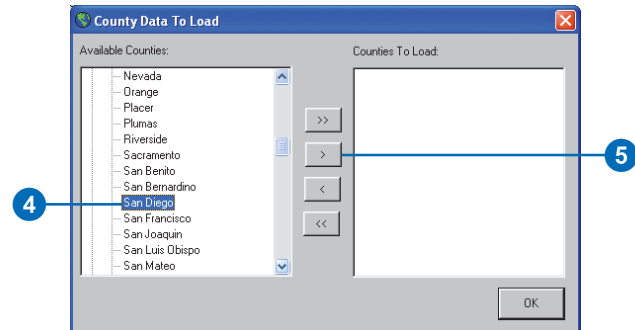 County Data To Load
Available Counties:
Counties To Load:
Nevada
Orange
Placer
Plumas
Riverside
Sacramento
San Benito
San Bernardino
San Diego
San Francisco
San Joaquin
San Luis Obispo
San Mateo
>>
>
<
<<
4
5
OK